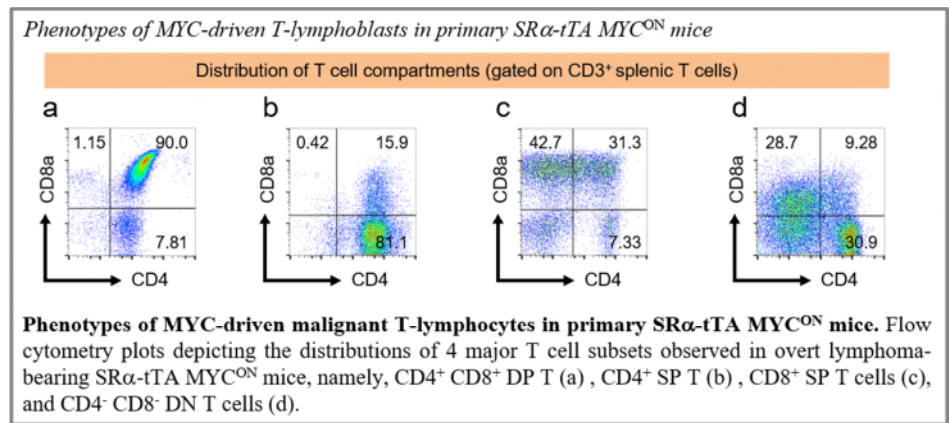 Phenotypes of MYC-driven T-lymphoblasts in primary SRα-tTA MYCON mice
Distribution of T cell compartments (gated on CD3+ splenic T cells)
a b c d
1.15 90.0 0.42 15.9 42.7 31.3 28.7 9.28
CD8a CD8a CD8a CD8a
7.81 81.1 7.33 30.9
CD4 CD4 CD4 CD4
Phenotypes of MYC-driven malignant T-lymphocytes in primary SRα-tTA MYCON mice. Flow
cytometry plots depicting the distributions of 4 major T cell subsets observed in overt lymphoma-
bearing SRα-tTA MYCON mice, namely, CD4+ CD8+ DP T (a) , CD4+ SP T (b) , CD8+ SP T cells (c),
and CD4- CD8- DN T cells (d).